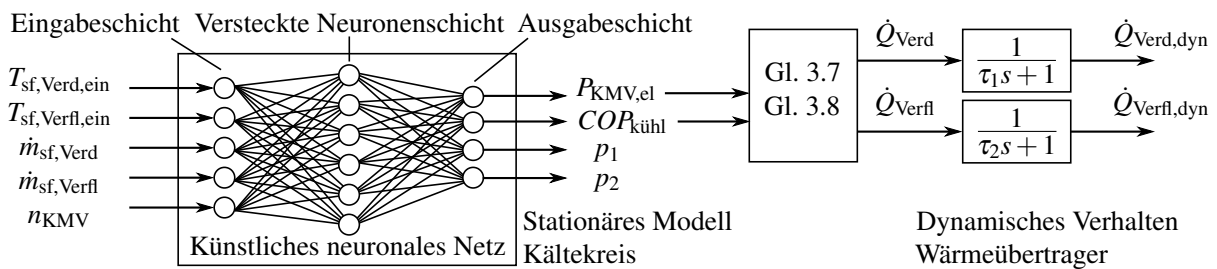 Eingabeschicht Versteckte Neuronenschicht Ausgabeschicht
T_sf,Verd,ein
T_sf,Verfl,ein
ṁ_sf,Verd
ṁ_sf,Verfl
n_KMV
Künstliches neuronales Netz
P_KMV,el
COP_kühl
p_1
p_2
Stationäres Modell
Kältekreis
Gl. 3.7
Gl. 3.8
Q̇_Verd
Q̇_Verfl
1
τ_1s + 1
1
τ_2s + 1
Q̇_Verd,dyn
Q̇_Verfl,dyn
Dynamisches Verhalten
Wärmeübertrager